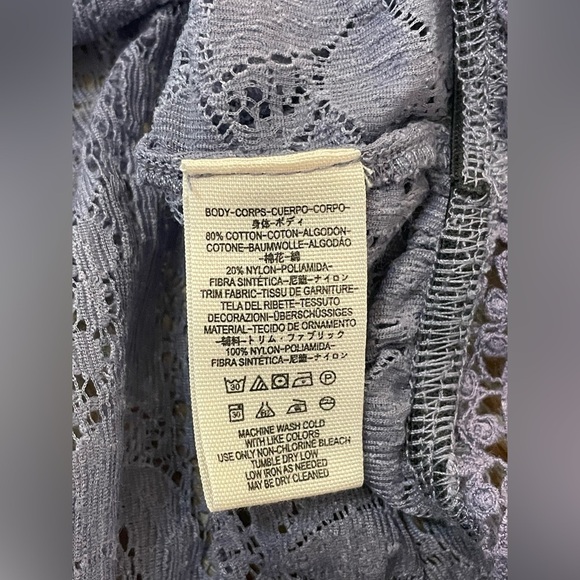 BODY-CORPS-CUERPO-CORPO-
身体-ボディ
80% COTTON-COTON-ALGODÓN-
COTONE-BAUMWOLLE-ALGODÃO
-棉花-綿
20% NYLON-POLIAMIDA-
FIBRA SINTÉTICA-尼龍-ナイロン
TRIM FABRIC-TISSU DE GARNITURE-
TELA DEL RIBETE-TESSUTO
DECORAZIONI-ÜBERSCHÜSSIGES
MATERIAL-TECIDO DE ORNAMENTO
-辅料-トリム・ファブリック
100% NYLON-POLIAMIDA-
FIBRA SINTÉTICA-尼龍-ナイロン
30 P
MACHINE WASH COLD
WITH LIKE COLORS
USE ONLY NON-CHLORINE BLEACH
TUMBLE DRY LOW
LOW IRON AS NEEDED
MAY BE DRY CLEANED